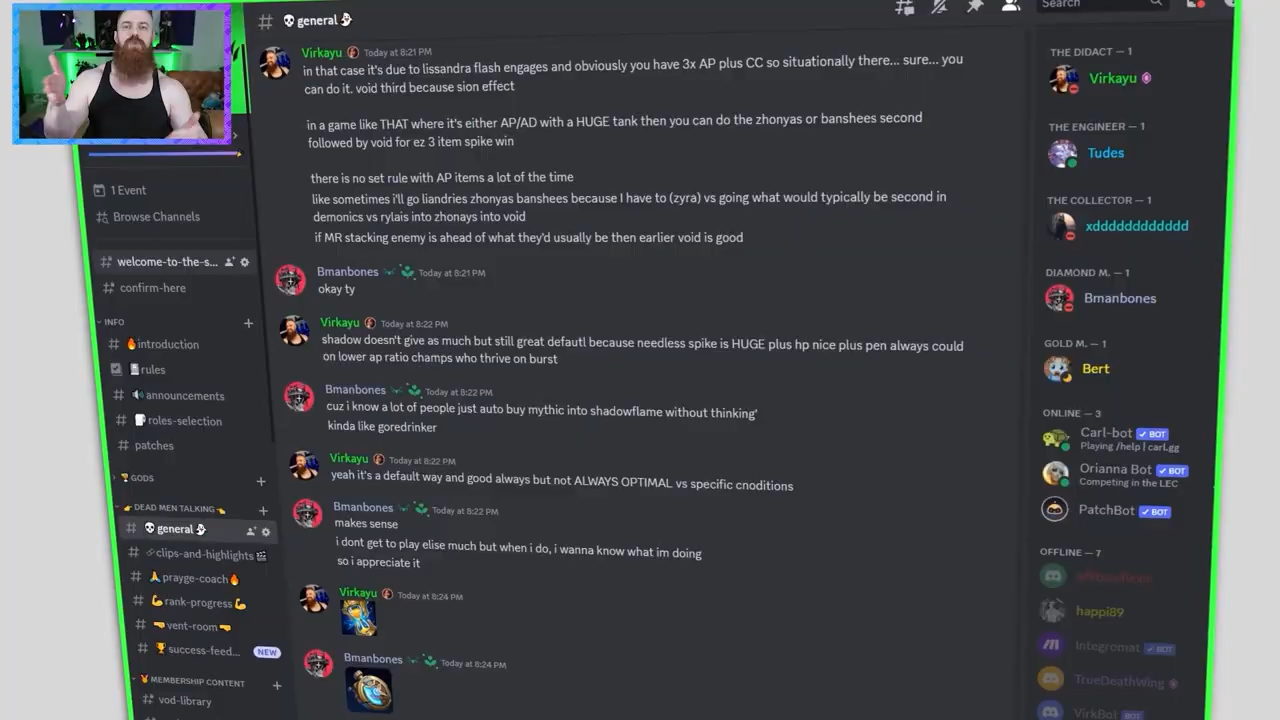 general
Search
1 Event
Browse Channels
welcome-to-the-s...
confirm-here
INFO
introduction
rules
announcements
roles-selection
patches
GODS
DEAD MEN TALKING
general
clips-and-highlights
prayge-coach
rank-progress
vent-room
success-feed...
NEW
MEMBERSHIP CONTENT
vod-library
Virkayu Today at 8:21 PM
in that case it's due to lissandra flash engages and obviously you have 3x AP plus CC so situationally there... sure... you
can do it. void third because sion effect
in a game like THAT where it's either AP/AD with a HUGE tank then you can do the zhonyas or banshees second
followed by void for ez 3 item spike win
there is no set rule with AP items a lot of the time
like sometimes i'll go liandries zhonyas banshees because I have to (zyra) vs going what would typically be second in
demonics vs rylais into zhonays into void
if MR stacking enemy is ahead of what they'd usually be then earlier void is good
Bmanbones Today at 8:21 PM
okay ty
Virkayu Today at 8:22 PM
shadow doesn't give as much but still great defautl because needless spike is HUGE plus hp nice plus pen always could
on lower ap ratio champs who thrive on burst
Bmanbones Today at 8:22 PM
cuz i know a lot of people just auto buy mythic into shadowflame without thinking'
kinda like goredrinker
Virkayu Today at 8:22 PM
yeah it's a default way and good always but not ALWAYS OPTIMAL vs specific cnoditions
Bmanbones Today at 8:22 PM
makes sense
i dont get to play else much but when i do, i wanna know what im doing
so i appreciate it
Virkayu Today at 8:24 PM
Bmanbones Today at 8:24 PM
THE DIDACT — 1
Virkayu
THE ENGINEER — 1
Tudes
THE COLLECTOR — 1
xdddddddddddd
DIAMOND M. — 1
Bmanbones
GOLD M. — 1
Bert
ONLINE — 3
Carl-bot BOT
Playing /help | carl.gg
Orianna Bot BOT
Competing in the LEC
PatchBot BOT
OFFLINE — 7
happi89
Integromat BOT
TrueDeathWing
VirkBot BOT